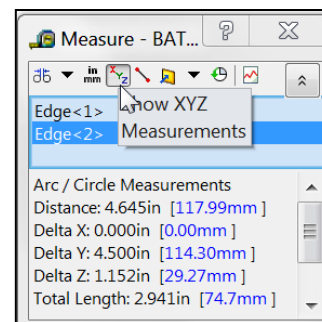 Measure - BAT...
in
mm
XYZ
Edge<1>
Show XYZ
Edge<2>
Measurements
Arc / Circle Measurements
Distance: 4.645in [117.99mm ]
Delta X: 0.000in [0.00mm ]
Delta Y: 4.500in [114.30mm ]
Delta Z: 1.152in [29.27mm ]
Total Length: 2.941in [74.7mm ]